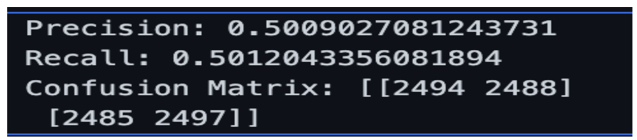 Precision: 0.5009027081243731
Recall: 0.5012043356081894
Confusion Matrix: [[2494 2488]
[2485 2497]]